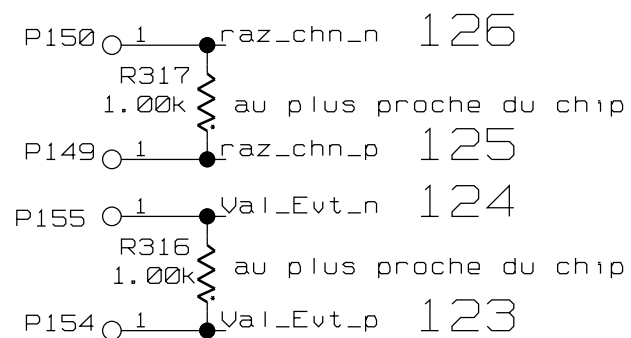 P150 1 raz_chn_n 126
R317
1.00k au plus proche du chip
P149 1 raz_chn_p 125
P155 1 Val_Evt_n 124
R316
1.00k au plus proche du chip
P154 1 Val_Evt_p 123